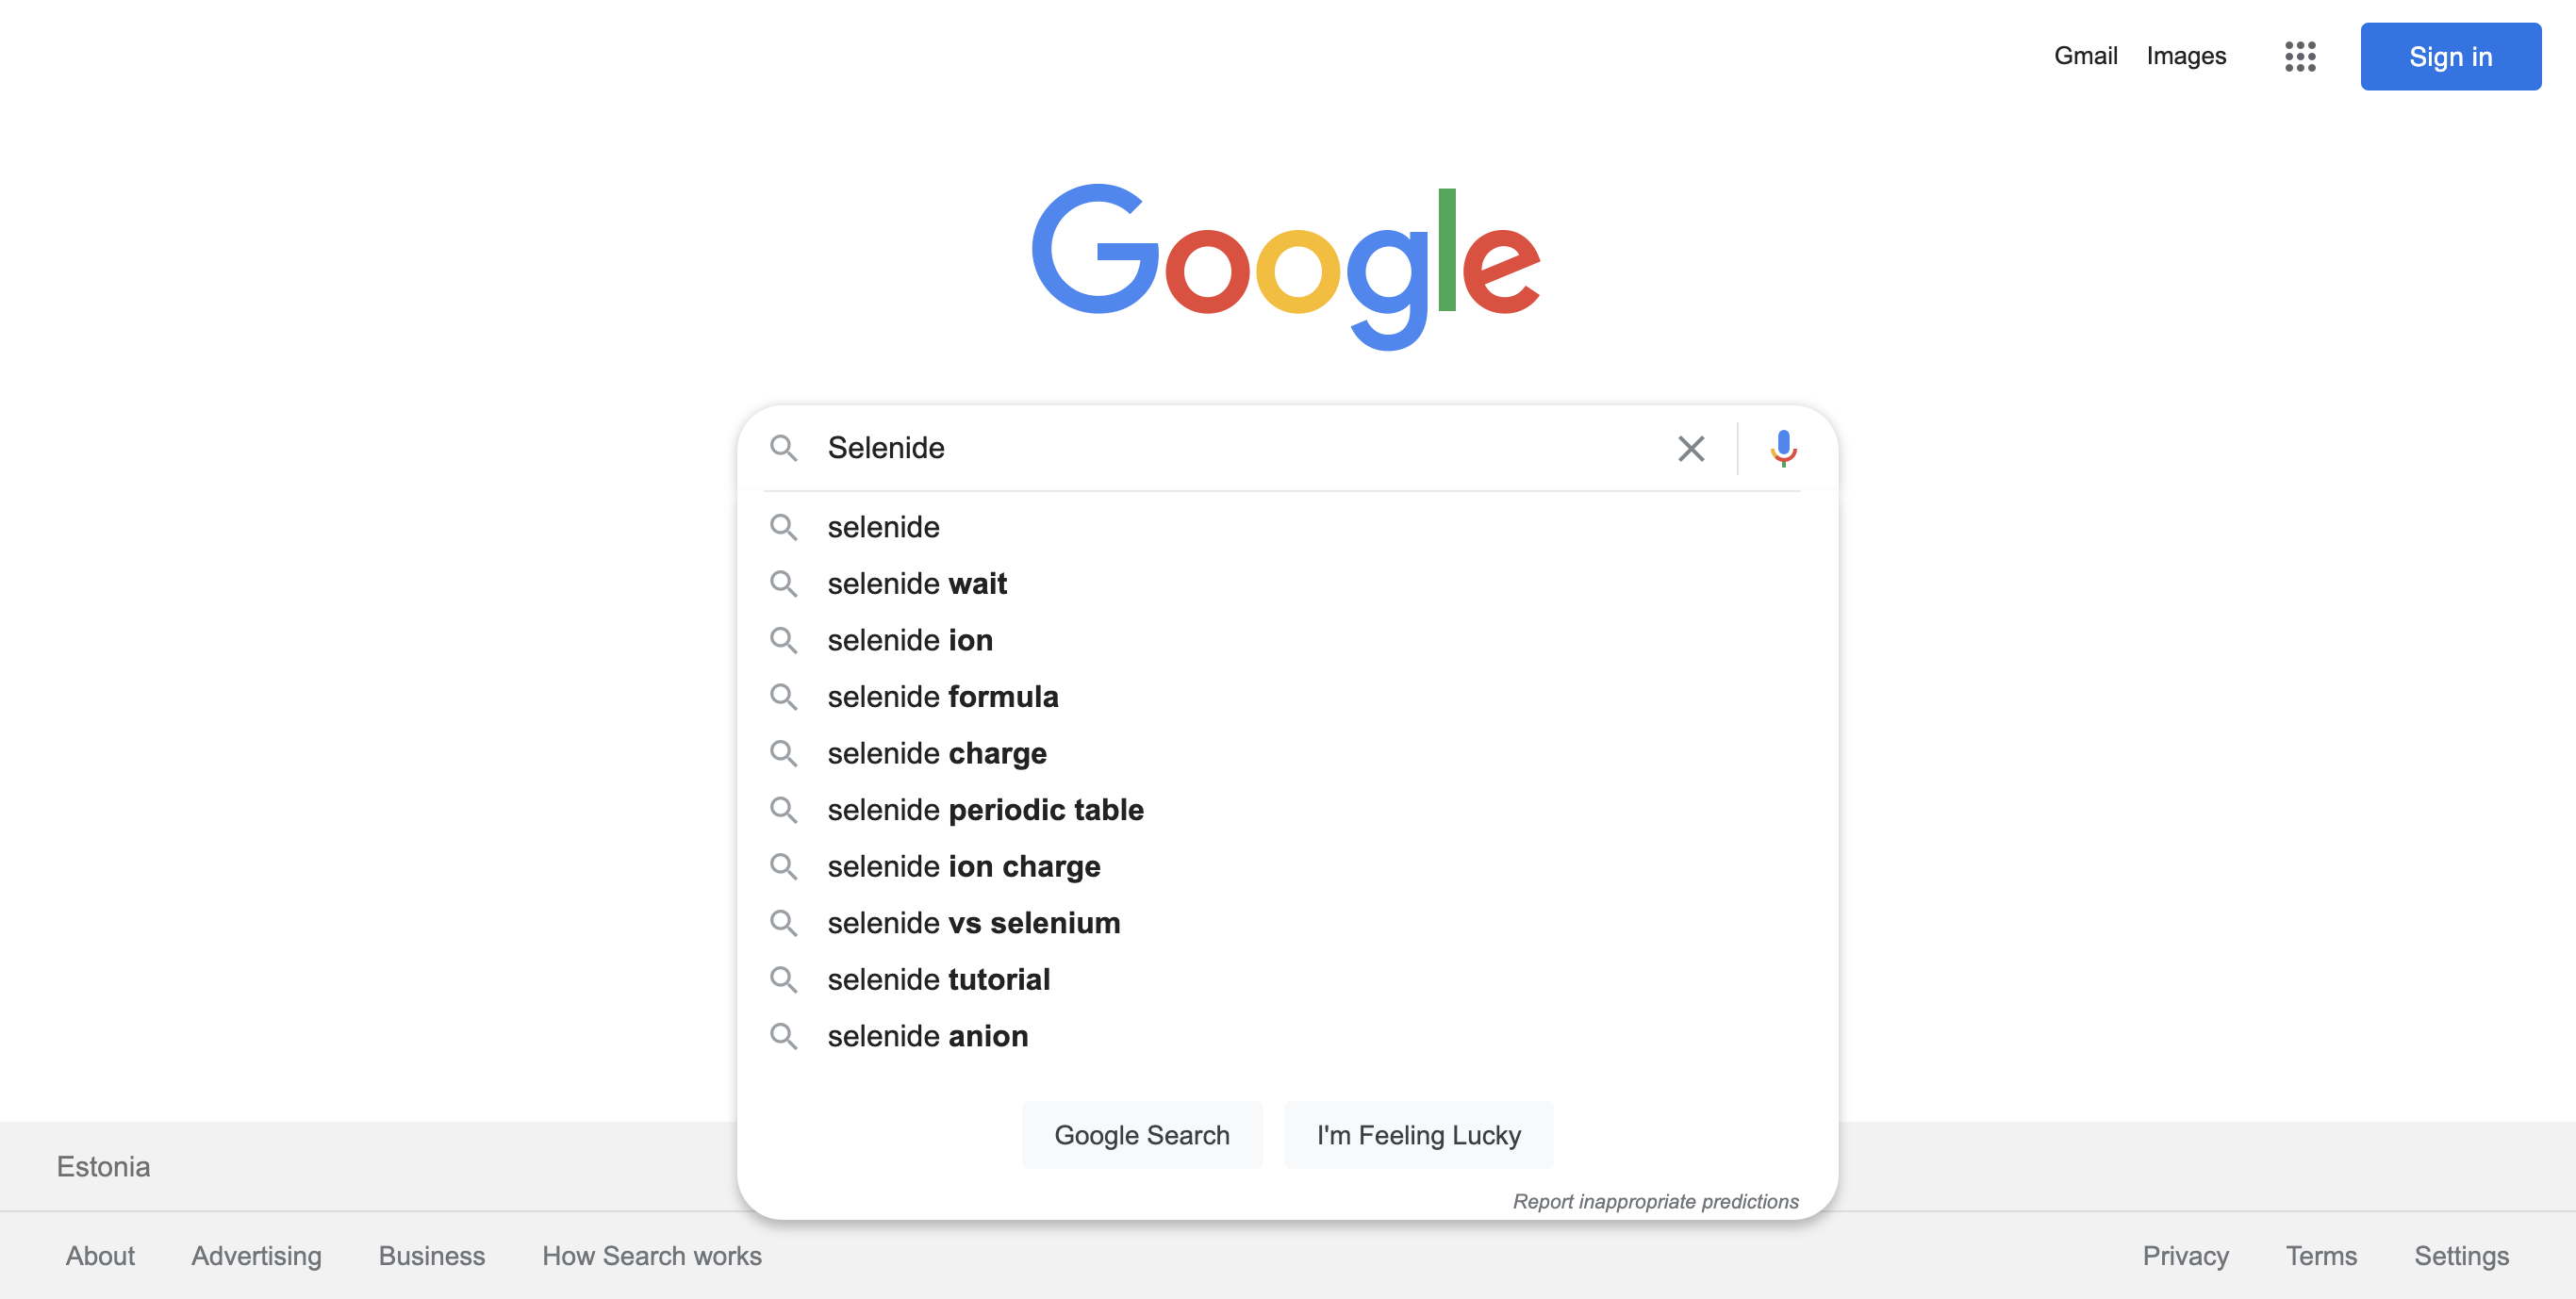 Gmail Images Sign in
Google
Selenide
selenide
selenide wait
selenide ion
selenide formula
selenide charge
selenide periodic table
selenide ion charge
selenide vs selenium
selenide tutorial
selenide anion
Google Search I'm Feeling Lucky
Report inappropriate predictions
Estonia
About Advertising Business How Search works Privacy Terms Settings